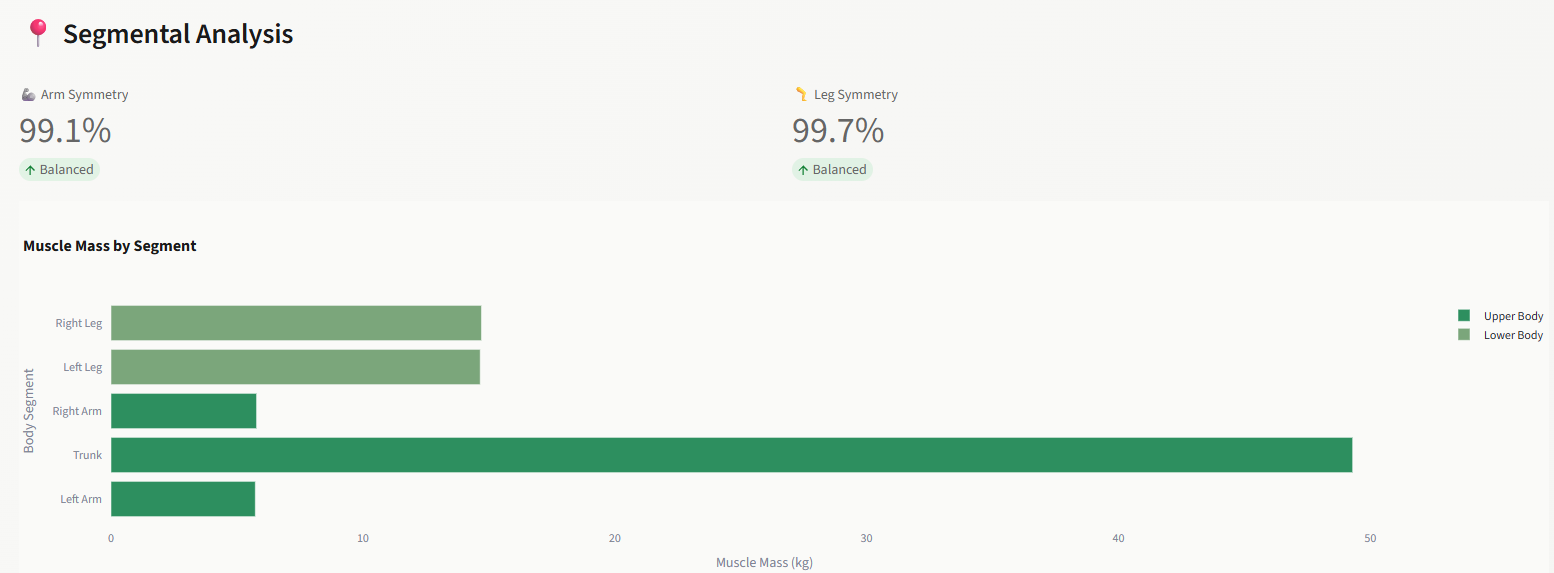 Segmental Analysis
Arm Symmetry
99.1%
↑ Balanced
Leg Symmetry
99.7%
↑ Balanced
Muscle Mass by Segment
Body Segment
Right Leg
Left Leg
Right Arm
Trunk
Left Arm
0 10 20 30 40 50
Muscle Mass (kg)
Upper Body
Lower Body